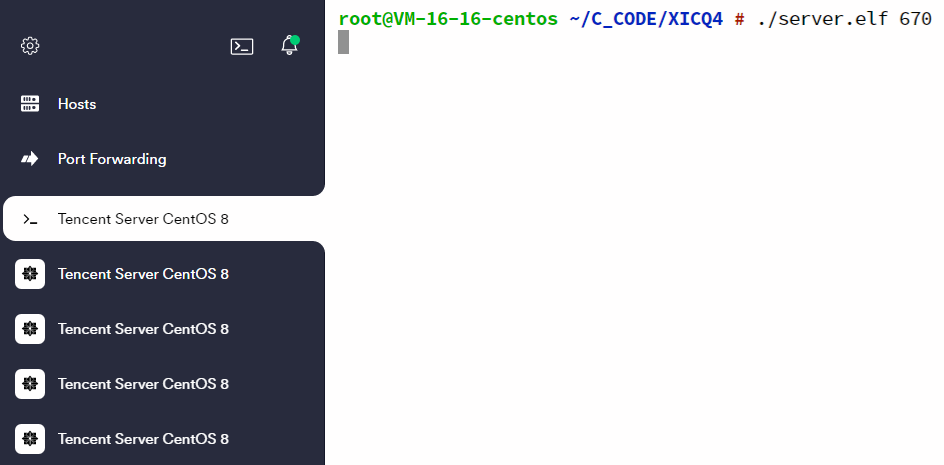 root@VM-16-16-centos ~/C_CODE/XICQ4 # ./server.elf 670
Hosts
Port Forwarding
Tencent Server CentOS 8
Tencent Server CentOS 8
Tencent Server CentOS 8
Tencent Server CentOS 8
Tencent Server CentOS 8